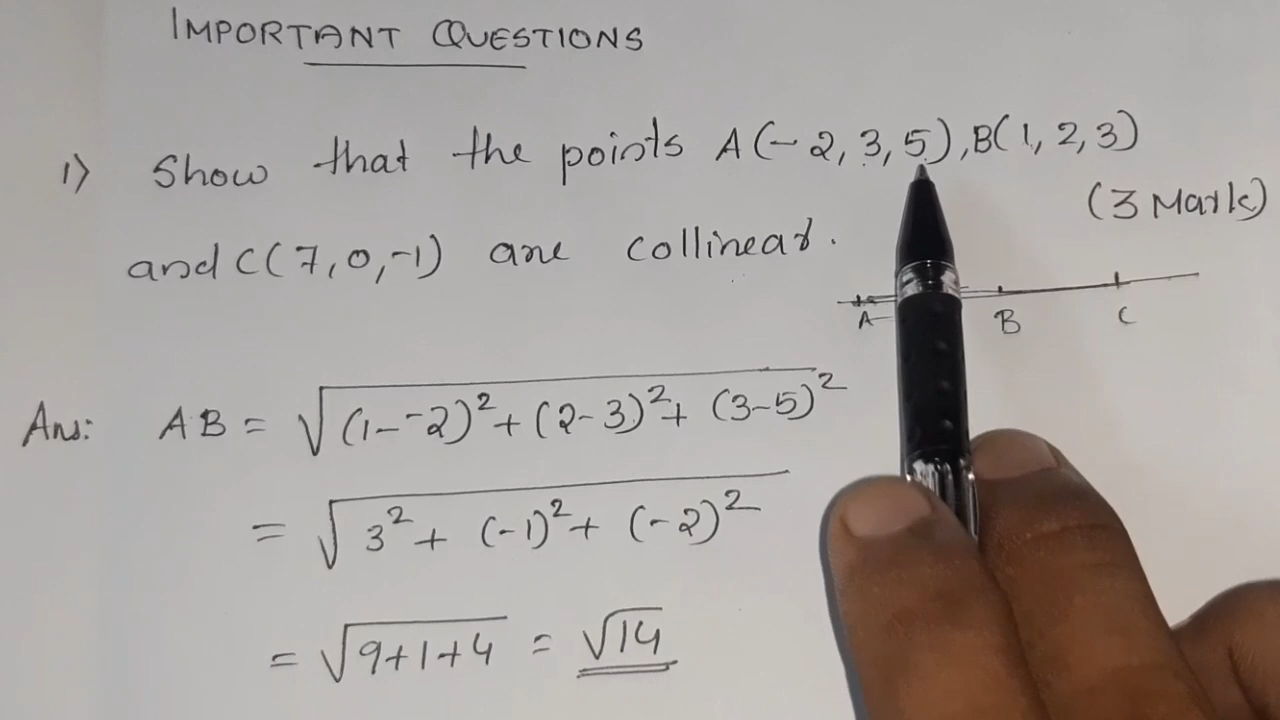 IMPORTANT QUESTIONS
1) Show that the points A(-2,3,5), B(1,2,3)
(3 Mark)
and C(7,0,-1) are collinear.
A B C
Ans: AB = √((1--2)²+(2-3)²+(3-5)²)
= √(3²+(-1)²+(-2)²)
= √(9+1+4) = √14